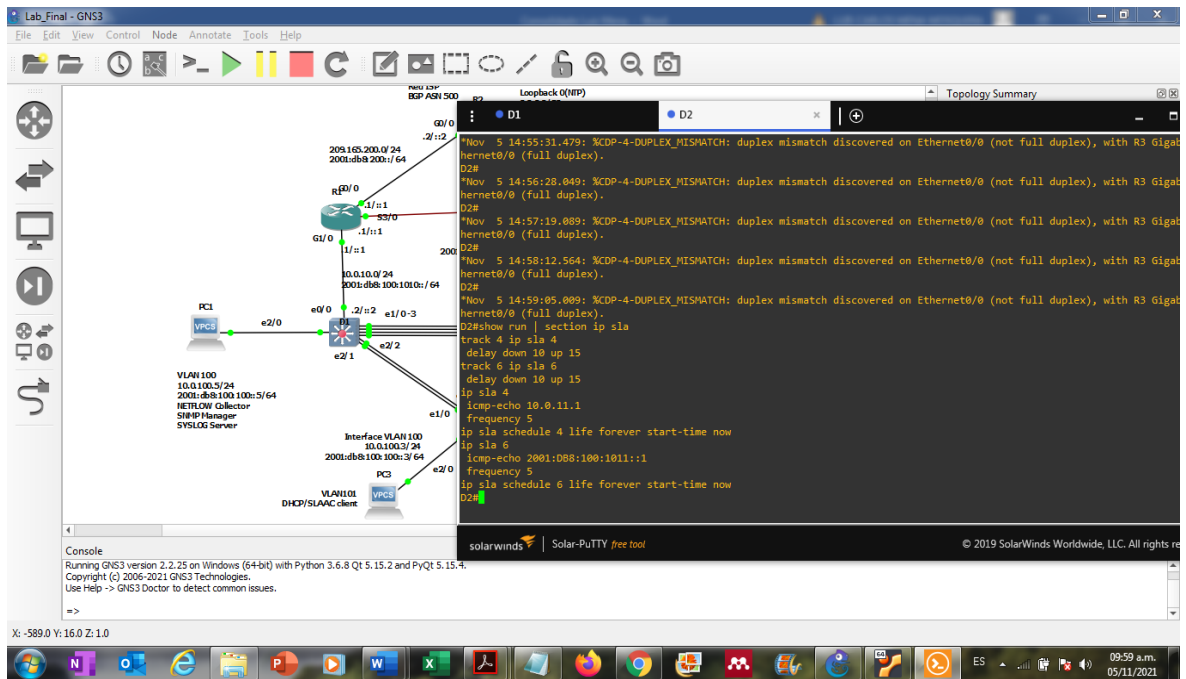 Lab_Final - GNS3
File Edit View Control Node Annotate Tools Help
BGP ASN 500
R2
Loopback 0(NTP)
Topology Summary
G0/0
.2/::2
209.165.200.0/24
2001:db8:200::/64
R1
G0/0
.1/::1
S3/0
.1/::1
G1/0
.1/::1
200
10.0.10.0/24
2001:db8:100:1010::/64
PC1
VPCS
e2/0
e0/0
.2/::2
e1/0-3
D1
e2/2
e2/1
VLAN 100
10.0.100.5/24
2001:db8:100:100::5/64
NETFLOW Collector
SNMP Manager
SYSLOG Server
e1/0
Interface VLAN 100
10.0.100.3/24
2001:db8:100:100::3/64
e2/0
PC3
VPCS
VLAN101
DHCP/SLAAC client
D1
D2
*Nov  5 14:55:31.479: %CDP-4-DUPLEX_MISMATCH: duplex mismatch discovered on Ethernet0/0 (not full duplex), with R3 Gigab
hernet0/0 (full duplex).
D2#
*Nov  5 14:56:28.049: %CDP-4-DUPLEX_MISMATCH: duplex mismatch discovered on Ethernet0/0 (not full duplex), with R3 Gigab
hernet0/0 (full duplex).
D2#
*Nov  5 14:57:19.089: %CDP-4-DUPLEX_MISMATCH: duplex mismatch discovered on Ethernet0/0 (not full duplex), with R3 Gigab
hernet0/0 (full duplex).
D2#
*Nov  5 14:58:12.564: %CDP-4-DUPLEX_MISMATCH: duplex mismatch discovered on Ethernet0/0 (not full duplex), with R3 Gigab
hernet0/0 (full duplex).
D2#
*Nov  5 14:59:05.009: %CDP-4-DUPLEX_MISMATCH: duplex mismatch discovered on Ethernet0/0 (not full duplex), with R3 Gigab
hernet0/0 (full duplex).
D2#show run | section ip sla
track 4 ip sla 4
 delay down 10 up 15
track 6 ip sla 6
 delay down 10 up 15
ip sla 4
 icmp-echo 10.0.11.1
 frequency 5
ip sla schedule 4 life forever start-time now
ip sla 6
 icmp-echo 2001:DB8:100:1011::1
 frequency 5
ip sla schedule 6 life forever start-time now
D2#
solarwinds | Solar-PuTTY free tool
© 2019 SolarWinds Worldwide, LLC. All rights re
Console
Running GNS3 version 2.2.25 on Windows (64-bit) with Python 3.6.8 Qt 5.15.2 and PyQt 5.15.4.
Copyright (c) 2006-2021 GNS3 Technologies.
Use Help -> GNS3 Doctor to detect common issues.
=>
X: -589.0 Y: 16.0 Z: 1.0
ES
09:59 a.m.
05/11/2021